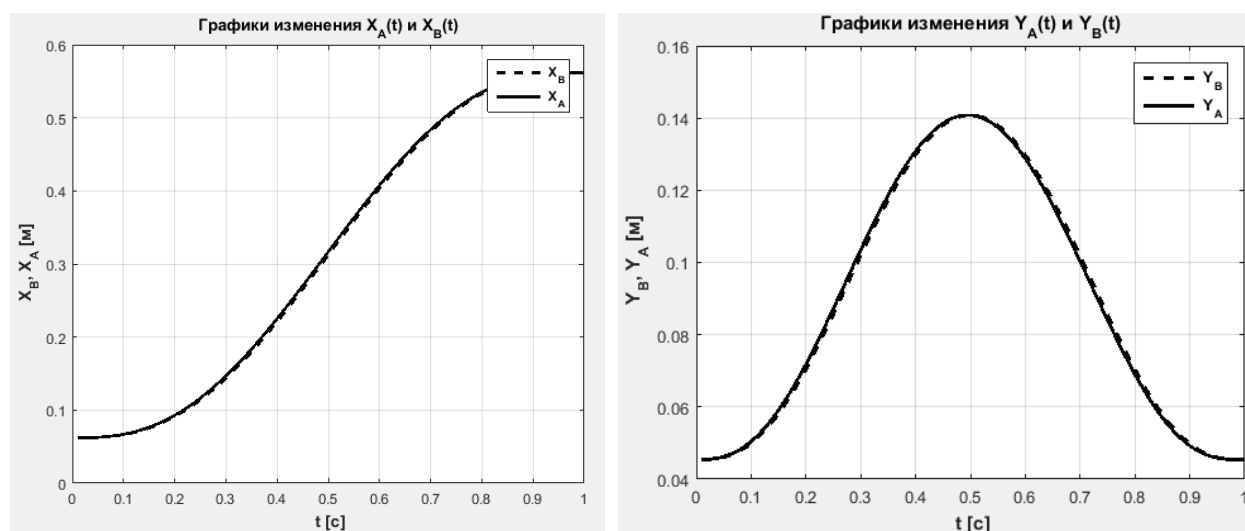 Графики изменения X_A(t) и X_B(t)
0.6
0.5
0.4
0.3
0.2
0.1
0
X_B, X_A [м]
X_B
X_A
0 0.1 0.2 0.3 0.4 0.5 0.6 0.7 0.8 0.9 1
t [c]
Графики изменения Y_A(t) и Y_B(t)
0.16
0.14
0.12
0.1
0.08
0.06
0.04
Y_B, Y_A [м]
Y_B
Y_A
0 0.1 0.2 0.3 0.4 0.5 0.6 0.7 0.8 0.9 1
t [c]